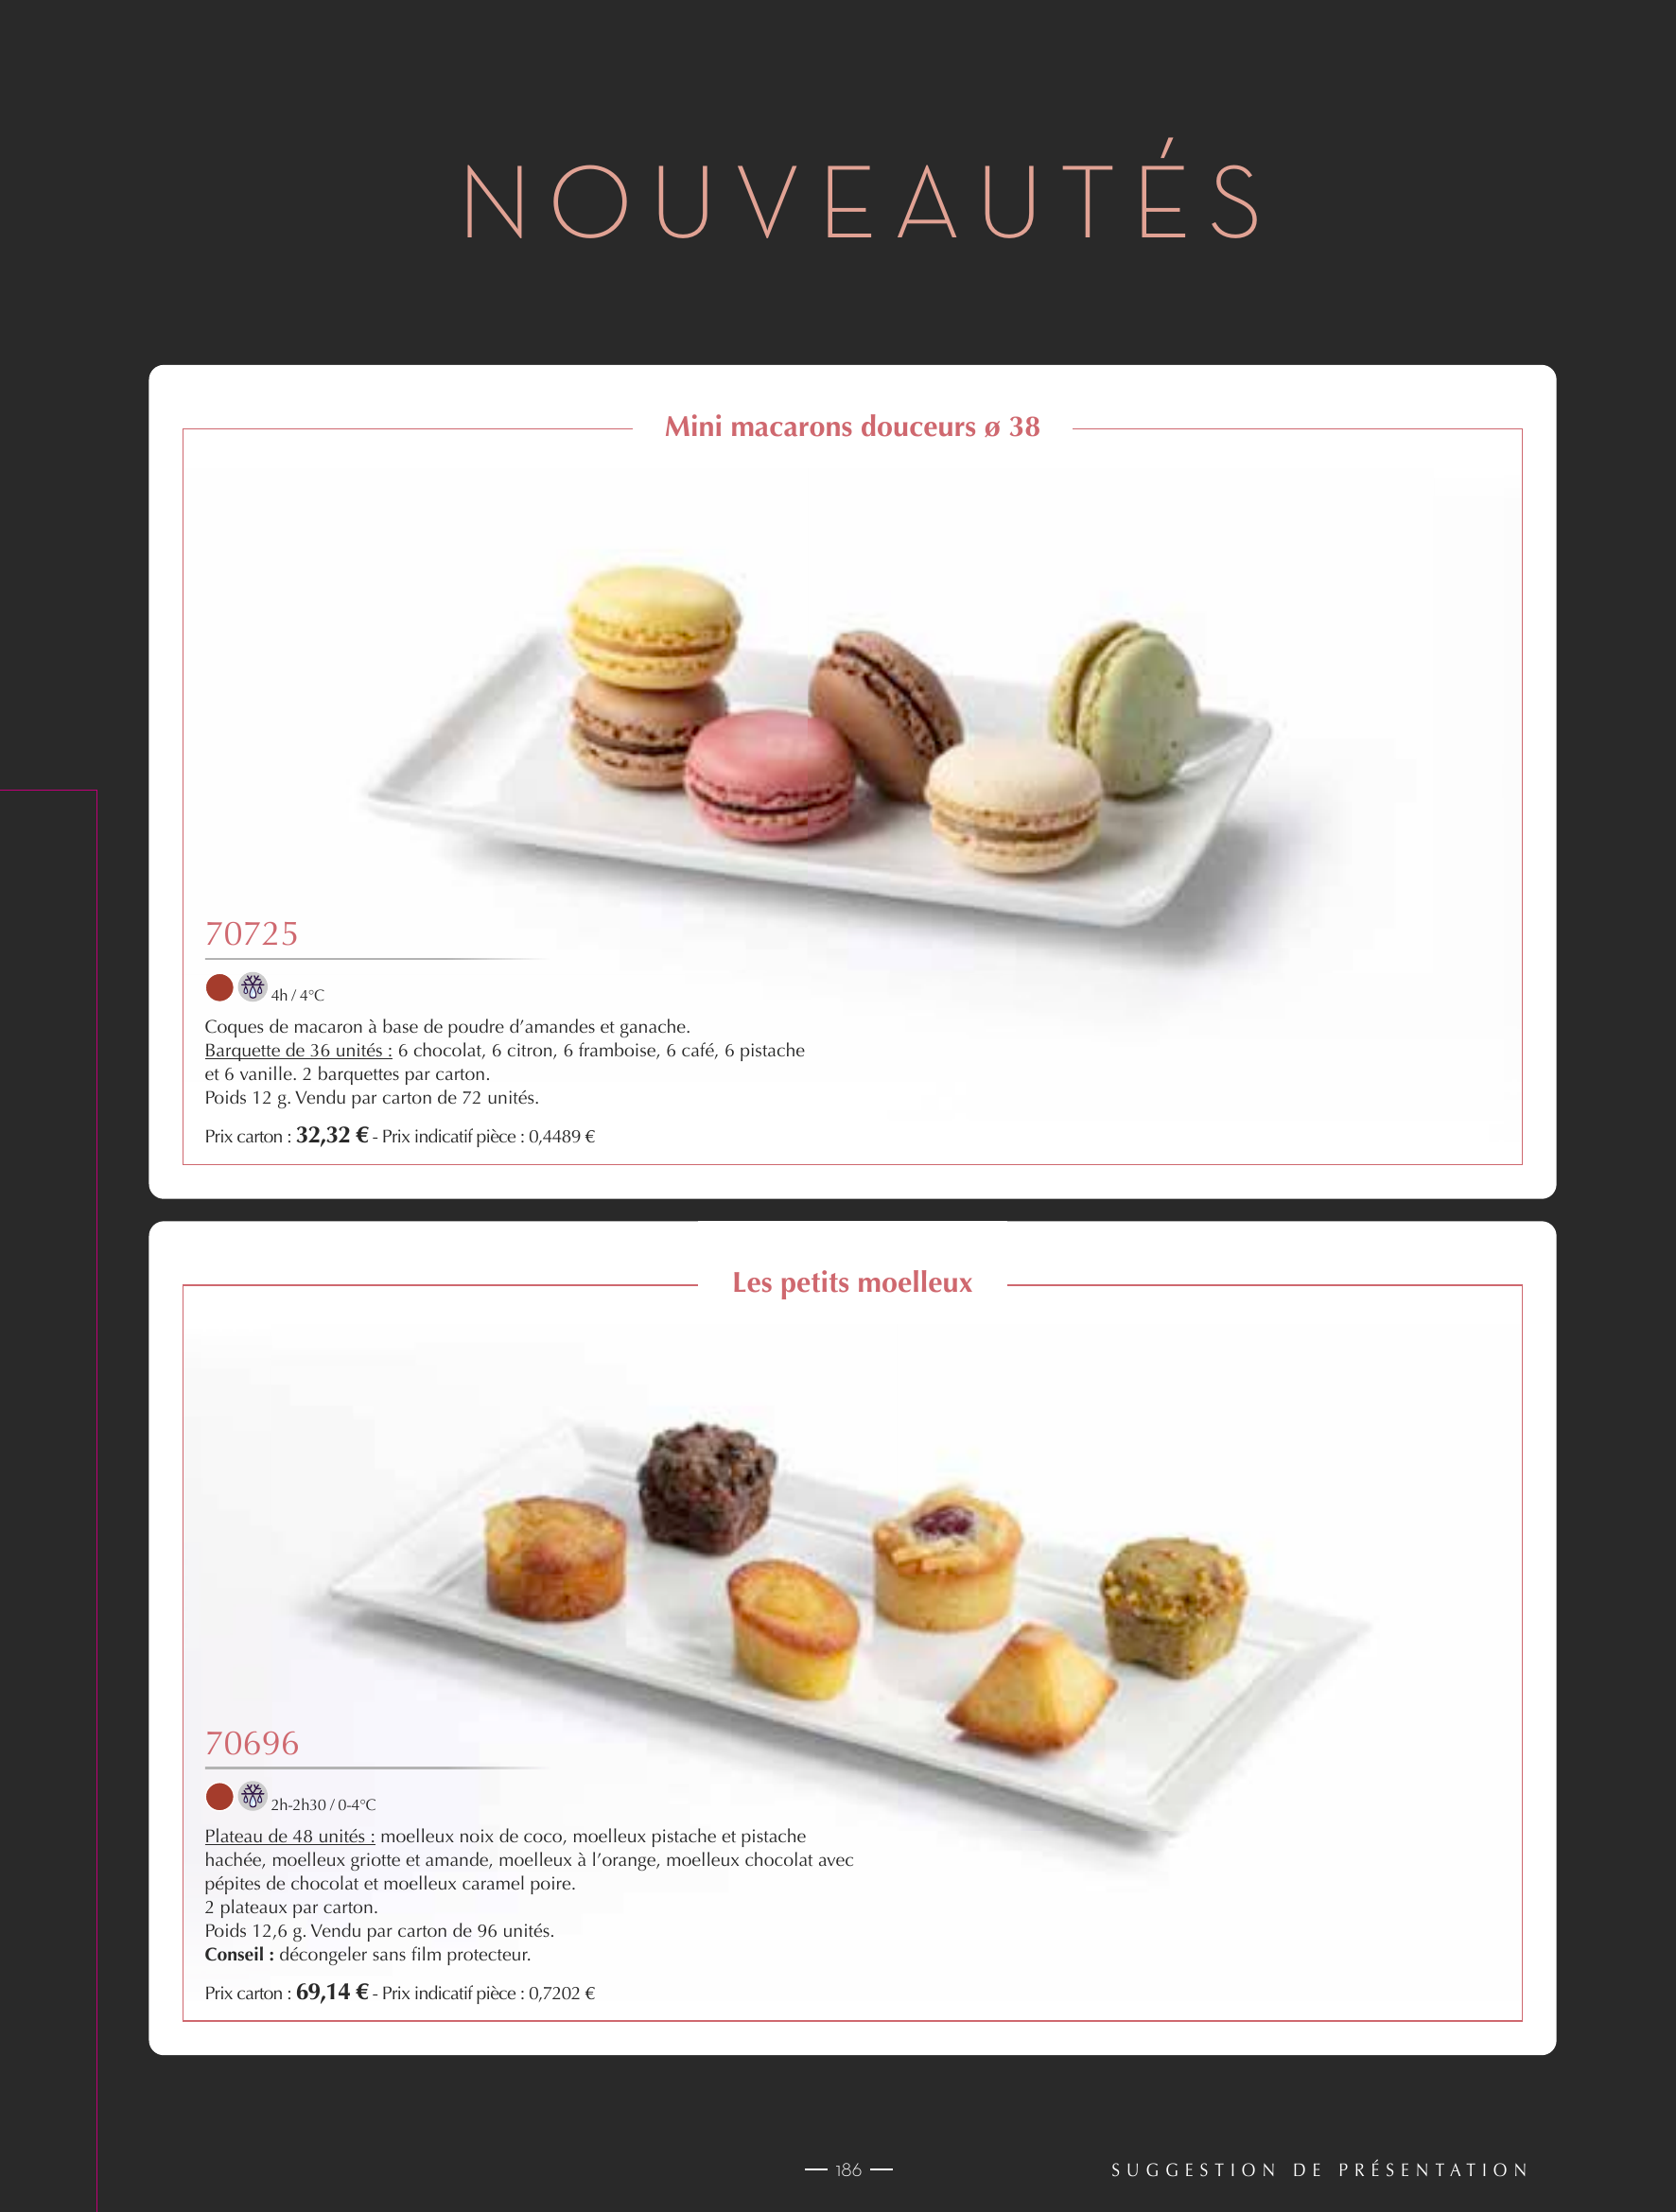 NOUVEAUTÉS
Mini macarons douceurs ø 38
70725
4h / 4°C
Coques de macaron à base de poudre d’amandes et ganache.
Barquette de 36 unités : 6 chocolat, 6 citron, 6 framboise, 6 café, 6 pistache
et 6 vanille. 2 barquettes par carton.
Poids 12 g. Vendu par carton de 72 unités.
Prix carton : 32,32 € - Prix indicatif pièce : 0,4489 €
Les petits moelleux
70696
2h-2h30 / 0-4°C
Plateau de 48 unités : moelleux noix de coco, moelleux pistache et pistache
hachée, moelleux griotte et amande, moelleux à l’orange, moelleux chocolat avec
pépites de chocolat et moelleux caramel poire.
2 plateaux par carton.
Poids 12,6 g. Vendu par carton de 96 unités.
Conseil : décongeler sans film protecteur.
Prix carton : 69,14 € - Prix indicatif pièce : 0,7202 €
186
SUGGESTION DE PRÉSENTATION